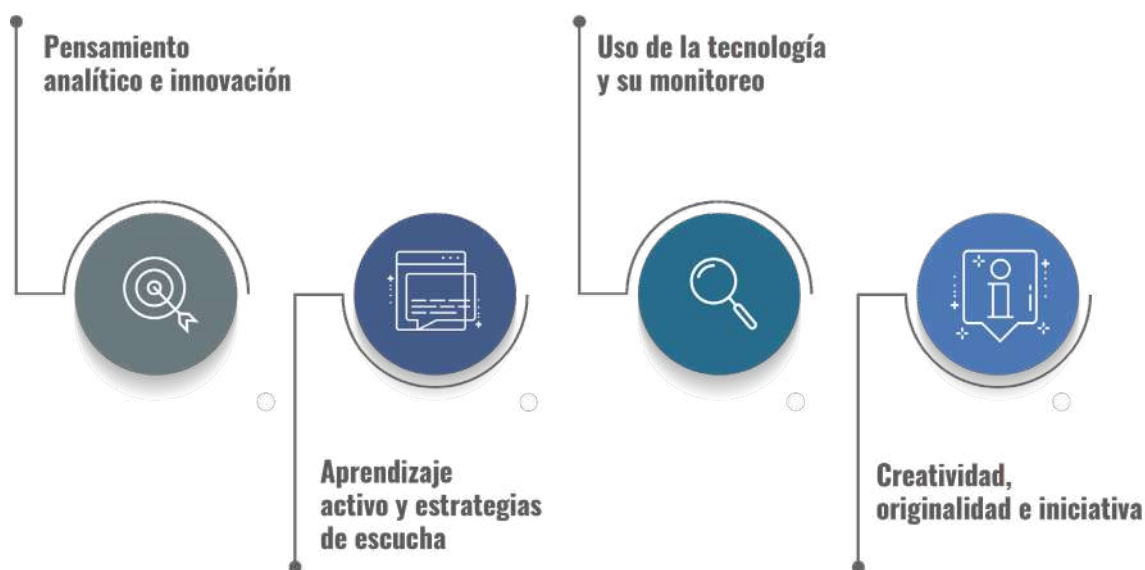 Pensamiento
analítico e innovación
Aprendizaje
activo y estrategias
de escucha
Uso de la tecnología
y su monitoreo
Creatividad,
originalidad e iniciativa